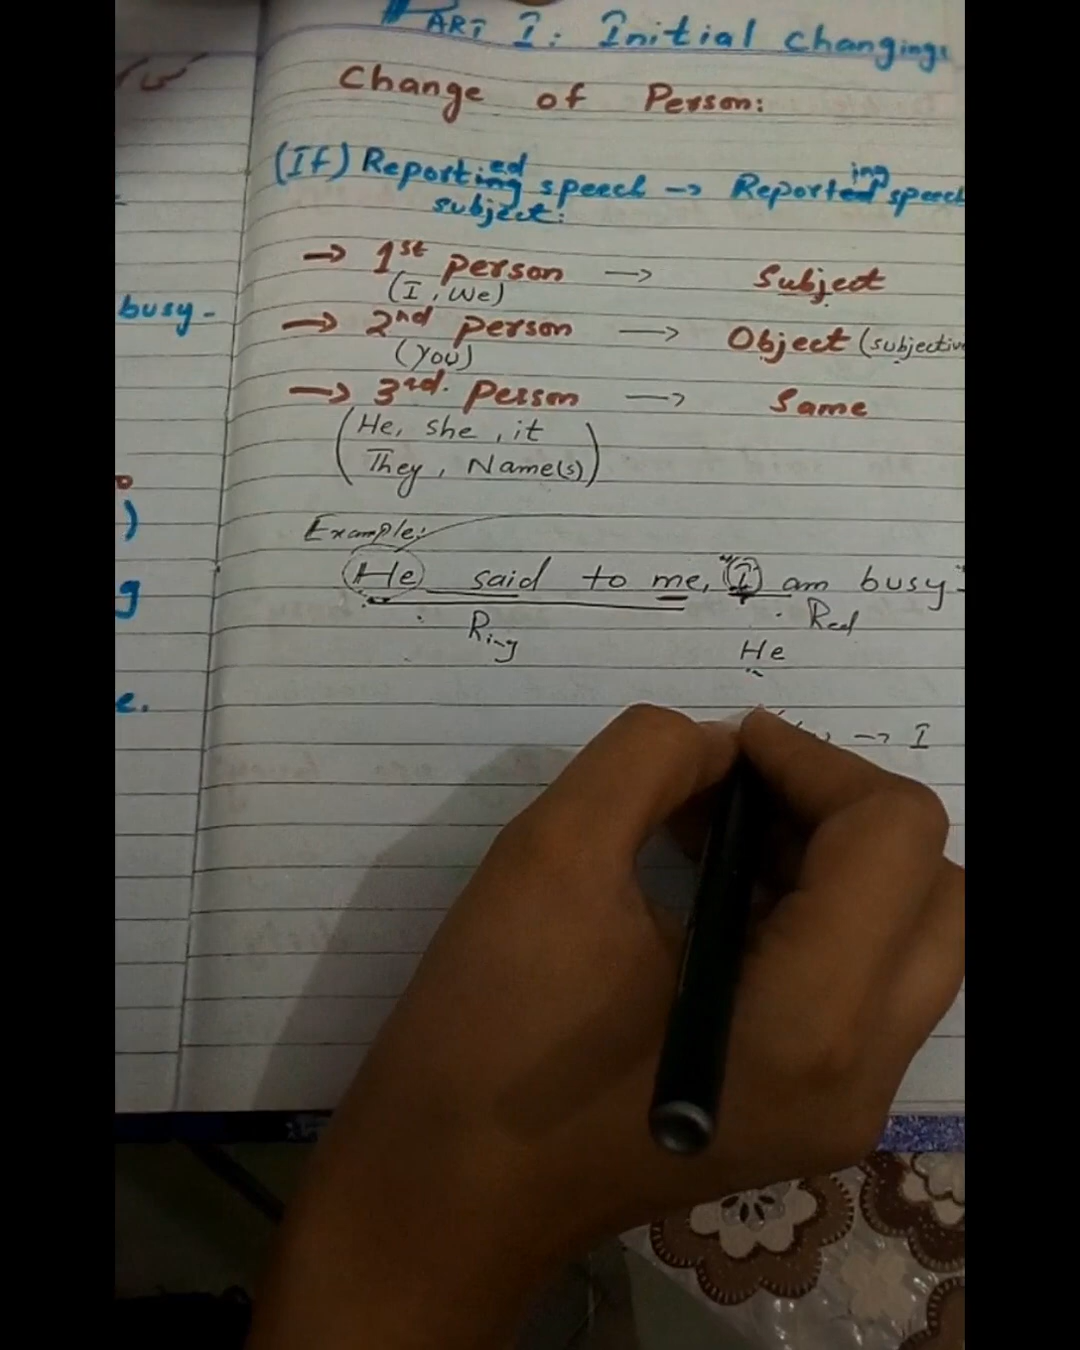 PART I: Initial changings
Change of Person:
(If) Reporting ed speech → Reported ing speech
subject:
→ 1st person → Subject
(I, We)
busy-
→ 2nd person → Object (subjective
(You)
→ 3rd. Person → Same
(He, she, it
They, Name(s))
Example:
)
He said to me, "I am busy"
g
Ring Red
He
e.
→ I